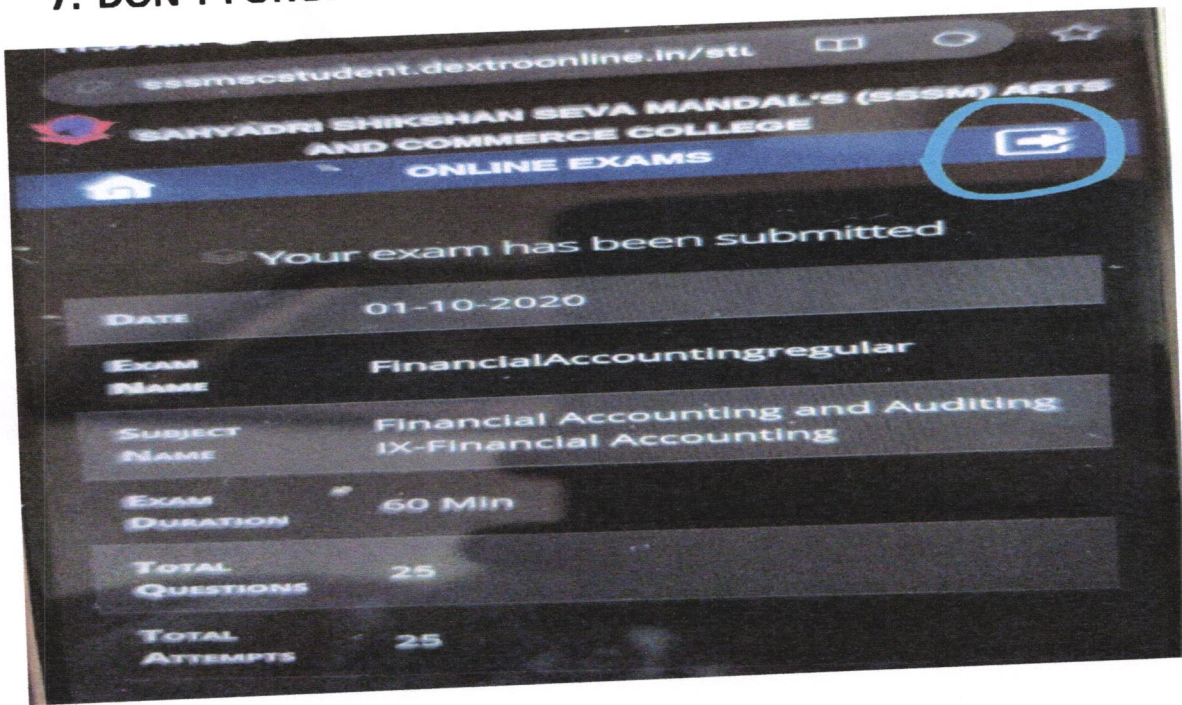 7. DON'T
sssmscstudent.dextroonline.in/stu
SAHYADRI SHIKSHAN SEVA MANDAL'S (SSSM) ARTS
AND COMMERCE COLLEGE
ONLINE EXAMS
Your exam has been submitted
DATE 01-10-2020
EXAM NAME FinancialAccountingregular
SUBJECT NAME Financial Accounting and Auditing
IX-Financial Accounting
EXAM DURATION 60 Min
TOTAL QUESTIONS 25
TOTAL ATTEMPTS 25